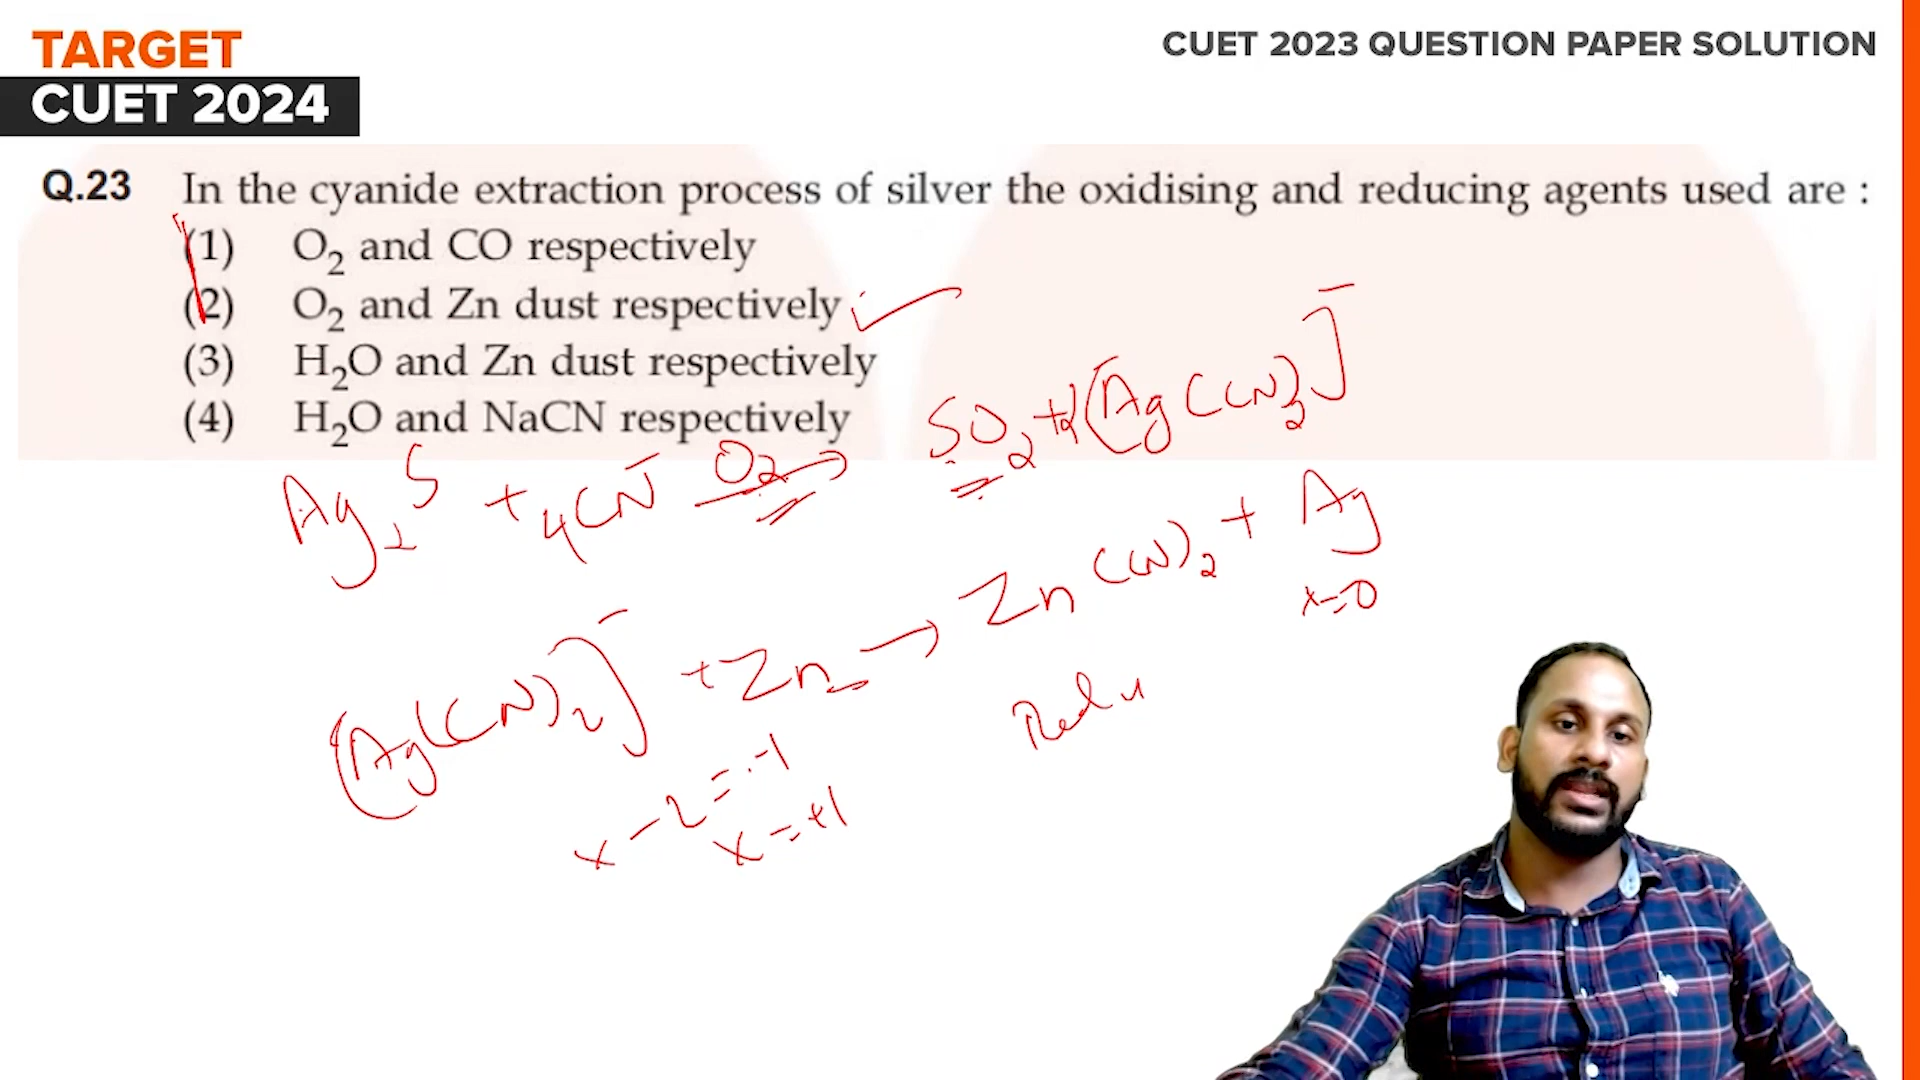 TARGET
CUET 2024
CUET 2023 QUESTION PAPER SOLUTION
Q.23 In the cyanide extraction process of silver the oxidising and reducing agents used are :
(1) O₂ and CO respectively
(2) O₂ and Zn dust respectively
(3) H₂O and Zn dust respectively
(4) H₂O and NaCN respectively
Ag₂S + 4CN⁻ O₂→ SO₂ + 2[Ag(CN)₂]⁻
[Ag(CN)₂]⁻ + Zn → Zn(CN)₂ + Ag
x=0
Redu
x-2=-1
x=+1